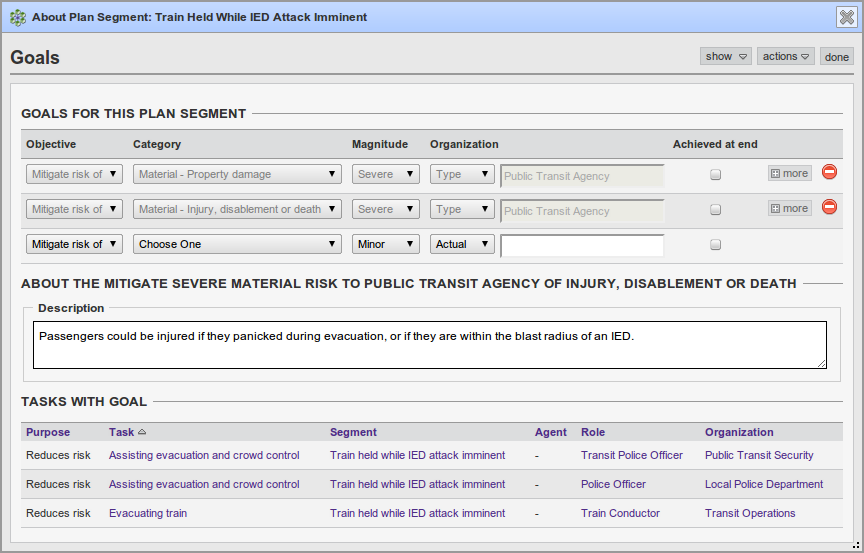 About Plan Segment: Train Held While IED Attack Imminent
Goals
show actions done
GOALS FOR THIS PLAN SEGMENT
Objective Category Magnitude Organization Achieved at end
Mitigate risk of Material - Property damage Severe Type Public Transit Agency more
Mitigate risk of Material - Injury, disablement or death Severe Type Public Transit Agency more
Mitigate risk of Choose One Minor Actual
ABOUT THE MITIGATE SEVERE MATERIAL RISK TO PUBLIC TRANSIT AGENCY OF INJURY, DISABLEMENT OR DEATH
Description
Passengers could be injured if they panicked during evacuation, or if they are within the blast radius of an IED.
TASKS WITH GOAL
Purpose Task Segment Agent Role Organization
Reduces risk Assisting evacuation and crowd control Train held while IED attack imminent - Transit Police Officer Public Transit Security
Reduces risk Assisting evacuation and crowd control Train held while IED attack imminent - Police Officer Local Police Department
Reduces risk Evacuating train Train held while IED attack imminent - Train Conductor Transit Operations